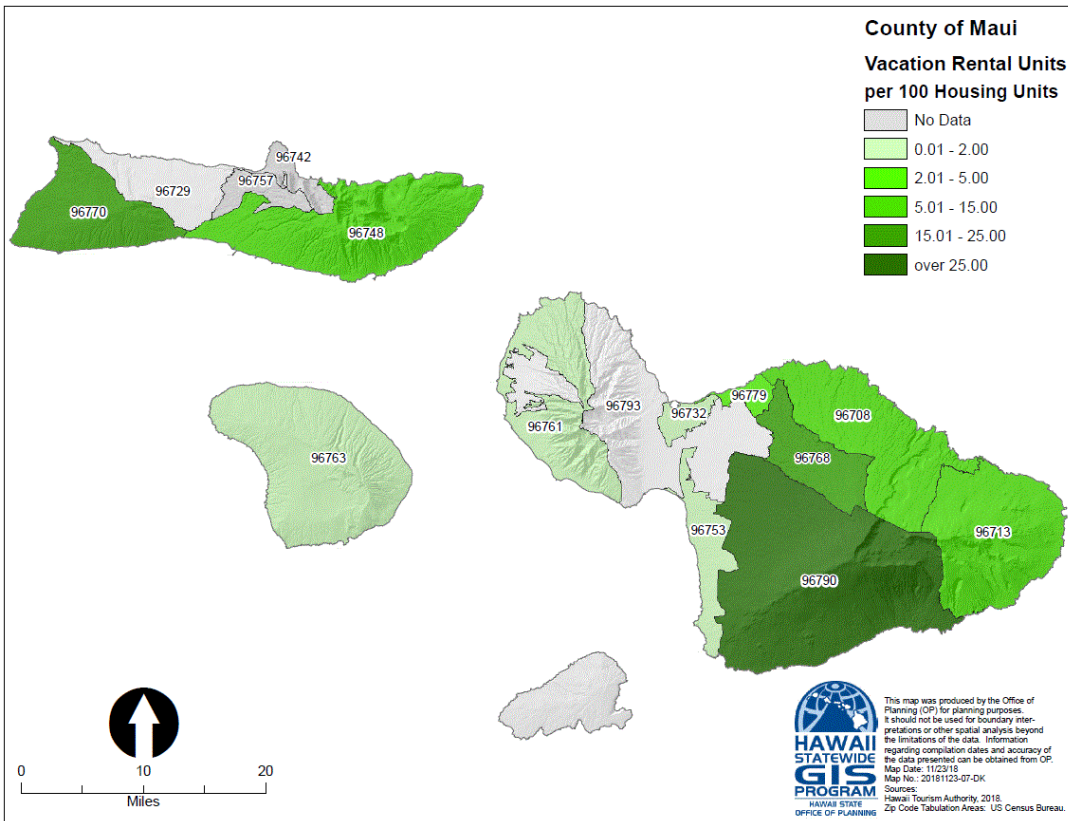 County of Maui
Vacation Rental Units
per 100 Housing Units
No Data
0.01 - 2.00
2.01 - 5.00
5.01 - 15.00
15.01 - 25.00
over 25.00
96742
96757
96729
96770
96748
96779
96708
96793
96732
96761
96763
96768
96753
96713
96790
0 10 20
Miles
HAWAII
STATEWIDE
GIS
PROGRAM
HAWAII STATE
OFFICE OF PLANNING
This map was produced by the Office of
Planning (OP) for planning purposes.
It should not be used for boundary inter-
pretations or other spatial analysis beyond
the limitations of the data. Information
regarding compilation dates and accuracy of
the data presented can be obtained from OP.
Map Date: 11/23/18
Map No.: 20181123-07-DK
Sources:
Hawaii Tourism Authority, 2018.
Zip Code Tabulation Areas: US Census Bureau.